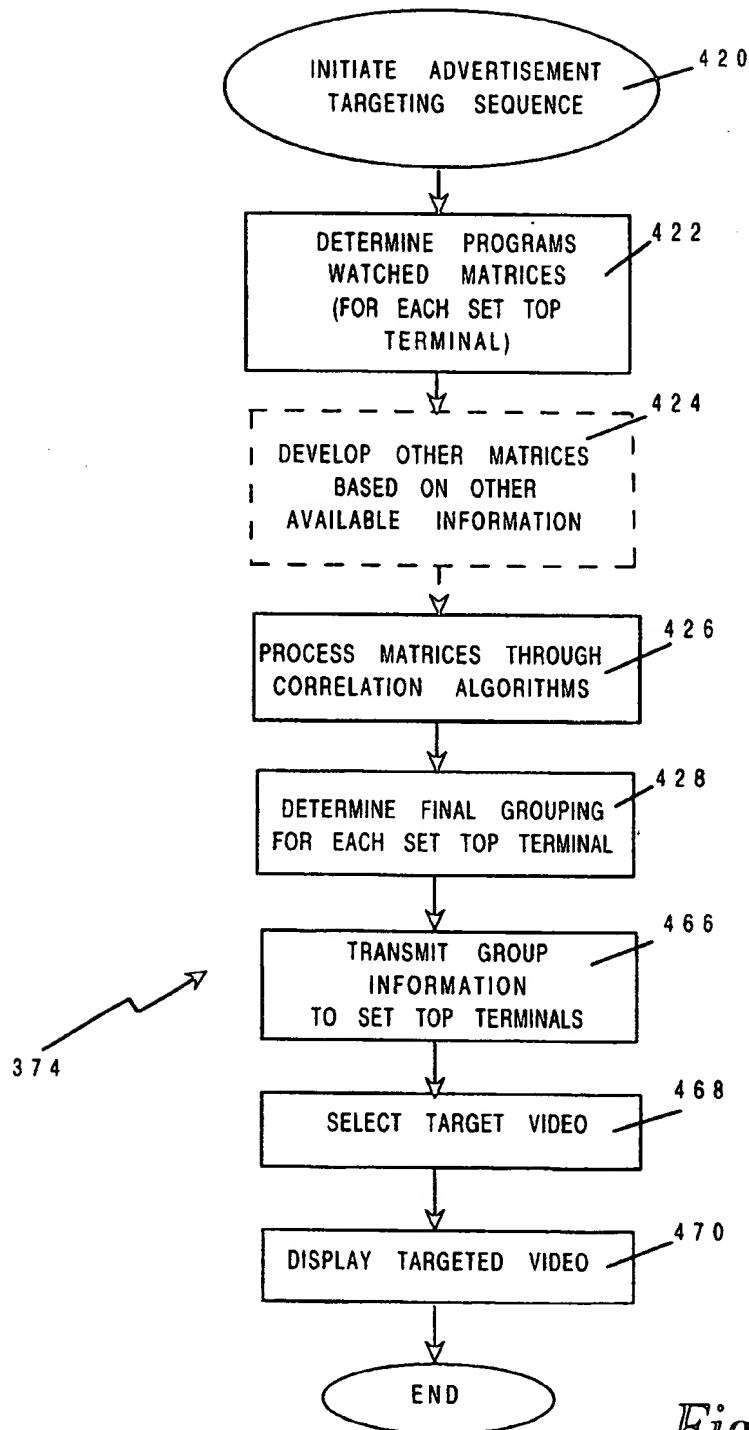 INITIATE ADVERTISEMENT
TARGETING SEQUENCE
420
DETERMINE PROGRAMS
WATCHED MATRICES
(FOR EACH SET TOP
TERMINAL)
422
DEVELOP OTHER MATRICES
BASED ON OTHER
AVAILABLE INFORMATION
424
PROCESS MATRICES THROUGH
CORRELATION ALGORITHMS
426
DETERMINE FINAL GROUPING
FOR EACH SET TOP TERMINAL
428
TRANSMIT GROUP
INFORMATION
TO SET TOP TERMINALS
466
374
SELECT TARGET VIDEO
468
DISPLAY TARGETED VIDEO
470
END
Fig